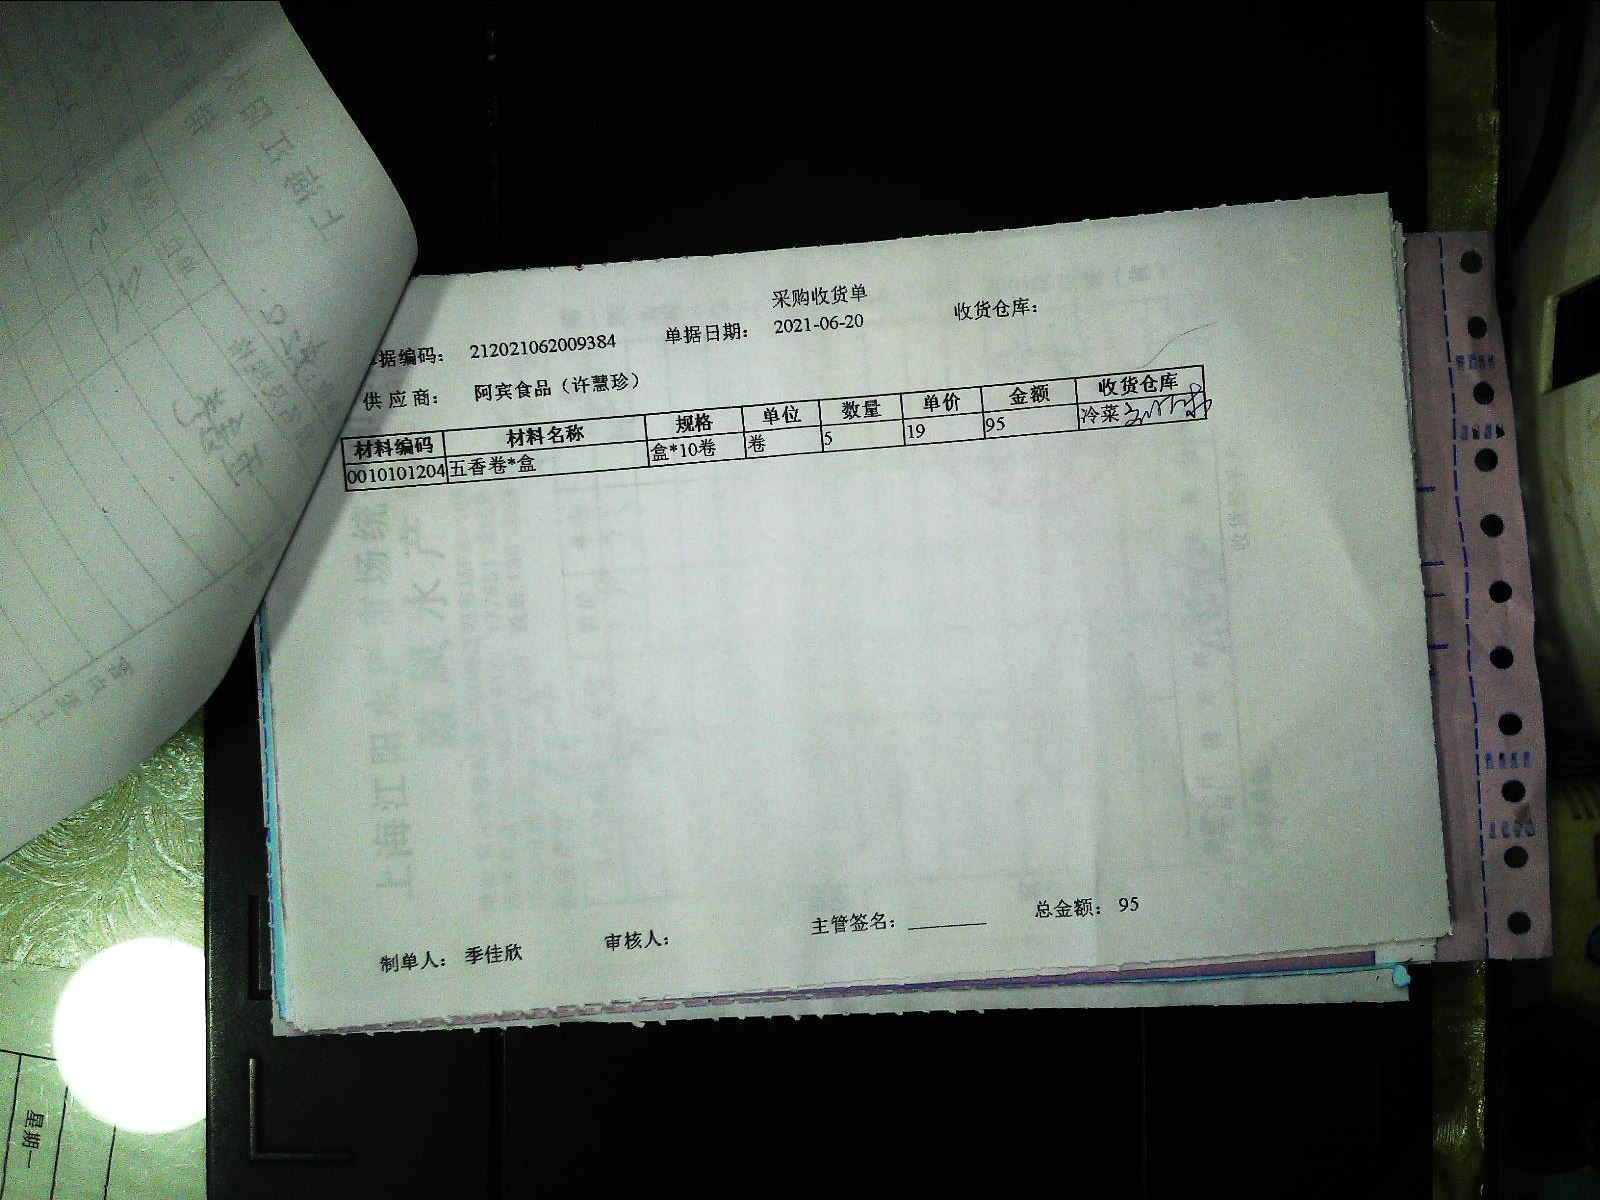 采购收货单
据编码： 212021062009384 单据日期： 2021-06-20 收货仓库：
供应商： 阿宾食品（许慧珍）
材料编码 材料名称 规格 单位 数量 单价 金额 收货仓库
0010101204 五香卷*盒 盒*10卷 卷 5 19 95 冷菜
制单人： 季佳欣 审核人： 主管签名： 总金额： 95
星期一